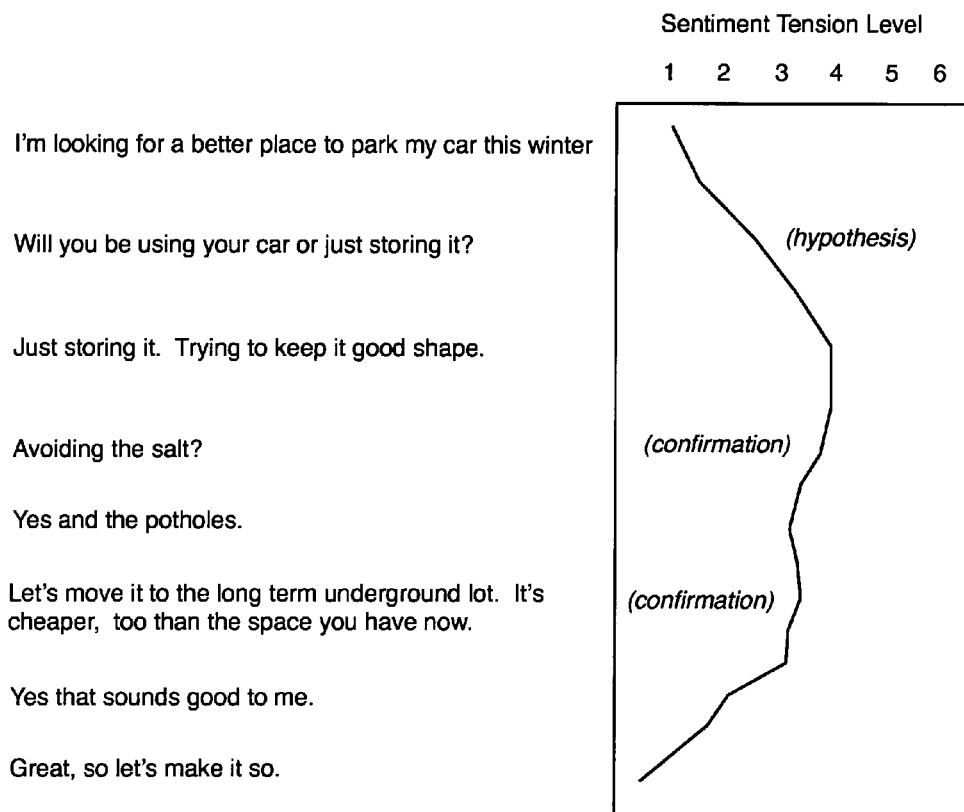 Sentiment Tension Level
1 2 3 4 5 6
I'm looking for a better place to park my car this winter
Will you be using your car or just storing it?
(hypothesis)
Just storing it. Trying to keep it good shape.
Avoiding the salt?
(confirmation)
Yes and the potholes.
Let's move it to the long term underground lot. It's
cheaper, too than the space you have now.
(confirmation)
Yes that sounds good to me.
Great, so let's make it so.